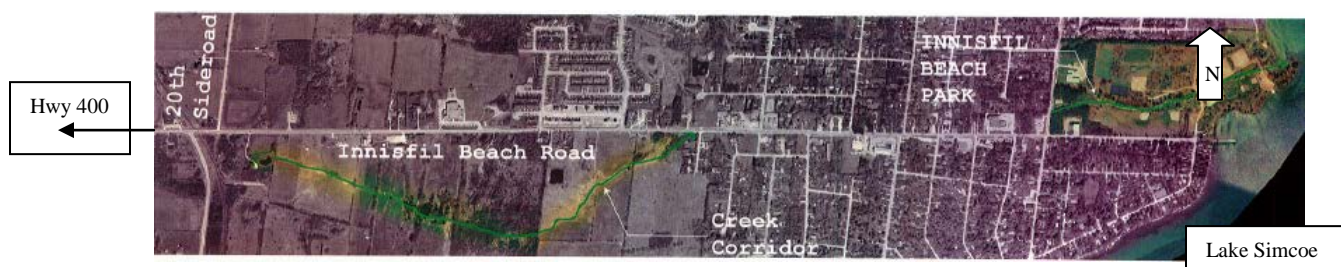 Hwy 400
20th
Sideroad
Innisfil Beach Road
Creek
Corridor
INNISFIL
BEACH
PARK
N
Lake Simcoe